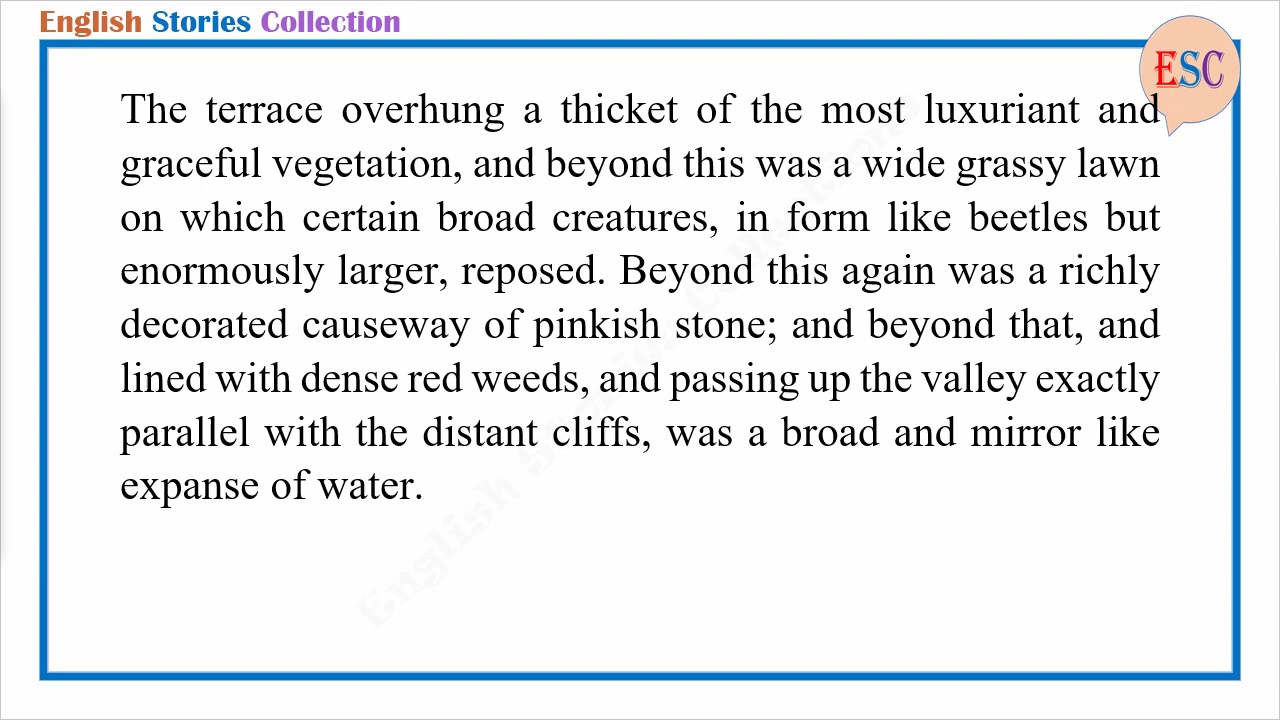 English Stories Collection
ESC
The terrace overhung a thicket of the most luxuriant and
graceful vegetation, and beyond this was a wide grassy lawn
on which certain broad creatures, in form like beetles but
enormously larger, reposed. Beyond this again was a richly
decorated causeway of pinkish stone; and beyond that, and
lined with dense red weeds, and passing up the valley exactly
parallel with the distant cliffs, was a broad and mirror like
expanse of water.
English Stories Collections